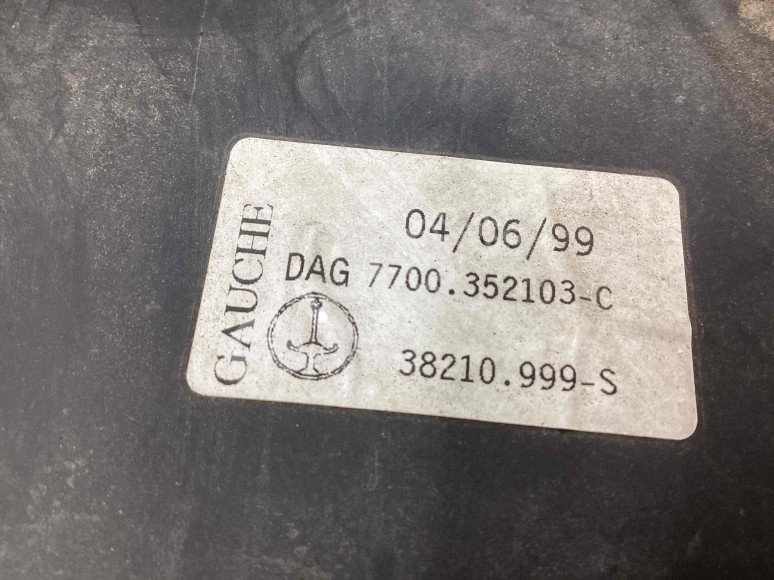 GAUCHE
04/06/99
DAG 7700.352103-C
38210.999-S